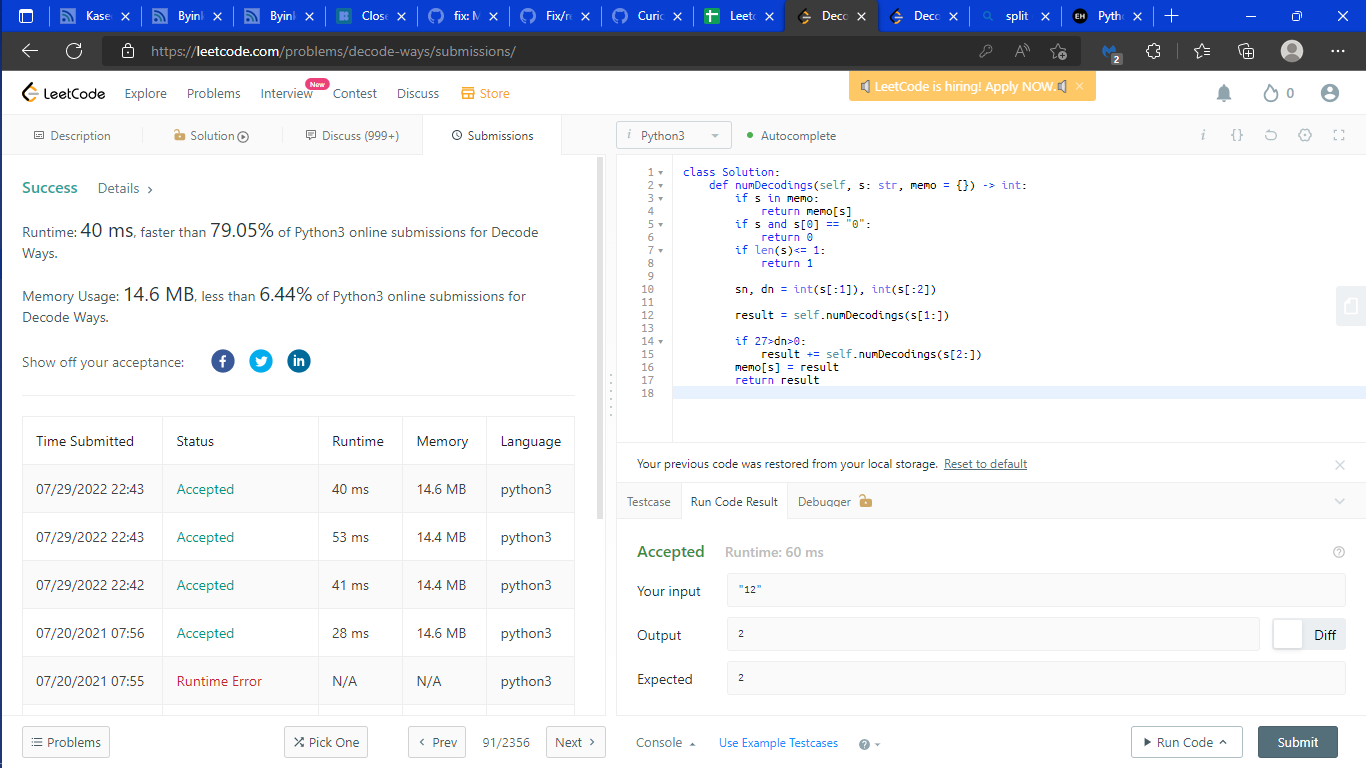 Kase
Byin
Byin
Close
fix: M
Fix/re
Curic
Leetc
Deco
Deco
split
EH
Pyth
https://leetcode.com/problems/decode-ways/submissions/
2
LeetCode
Explore
Problems
Interview
New
Contest
Discuss
Store
LeetCode is hiring! Apply NOW.
0
Description
Solution
Discuss (999+)
Submissions
i Python3
Autocomplete
Success
Details
Runtime: 40 ms, faster than 79.05% of Python3 online submissions for Decode
Ways.
Memory Usage: 14.6 MB, less than 6.44% of Python3 online submissions for
Decode Ways.
Show off your acceptance:
Time Submitted Status Runtime Memory Language
07/29/2022 22:43 Accepted 40 ms 14.6 MB python3
07/29/2022 22:43 Accepted 53 ms 14.4 MB python3
07/29/2022 22:42 Accepted 41 ms 14.4 MB python3
07/20/2021 07:56 Accepted 28 ms 14.6 MB python3
07/20/2021 07:55 Runtime Error N/A N/A python3
1 class Solution:
2 def numDecodings(self, s: str, memo = {}) -> int:
3 if s in memo:
4 return memo[s]
5 if s and s[0] == "0":
6 return 0
7 if len(s)<= 1:
8 return 1
9
10 sn, dn = int(s[:1]), int(s[:2])
11
12 result = self.numDecodings(s[1:])
13
14 if 27>dn>0:
15 result += self.numDecodings(s[2:])
16 memo[s] = result
17 return result
18
Your previous code was restored from your local storage. Reset to default
Testcase
Run Code Result
Debugger
Accepted Runtime: 60 ms
Your input "12"
Output 2
Diff
Expected 2
Problems
Pick One
Prev
91/2356
Next
Console
Use Example Testcases
Run Code
Submit